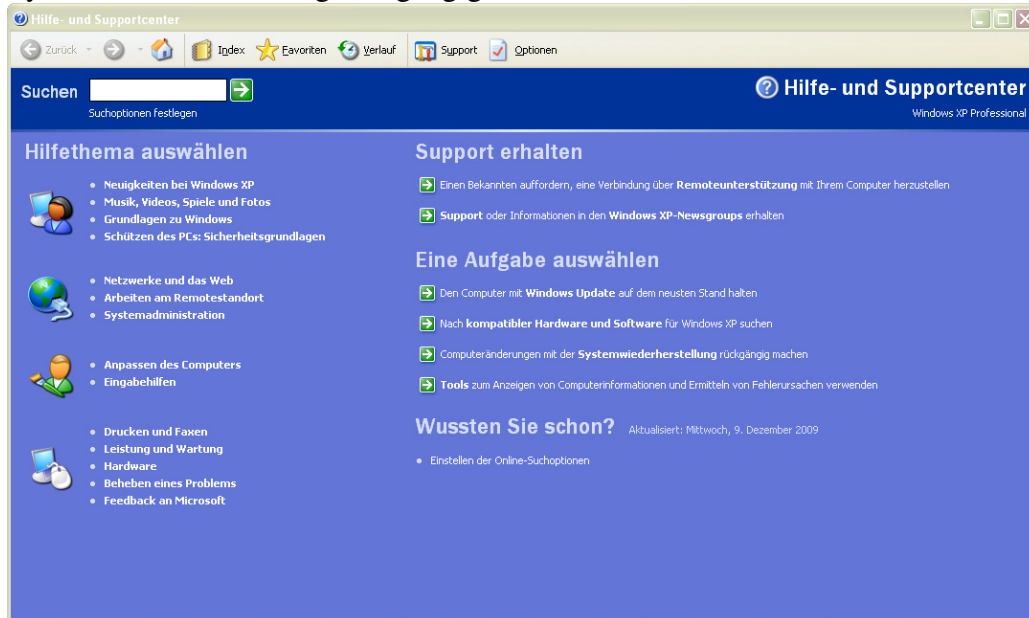 Hilfe- und Supportcenter
Zurück Index Favoriten Verlauf Support Optionen
Suchen
Suchoptionen festlegen
Hilfe- und Supportcenter
Windows XP Professional
Hilfethema auswählen
Neuigkeiten bei Windows XP
Musik, Videos, Spiele und Fotos
Grundlagen zu Windows
Schützen des PCs: Sicherheitsgrundlagen
Netzwerke und das Web
Arbeiten am Remotestandort
Systemadministration
Anpassen des Computers
Eingabehilfen
Drucken und Faxen
Leistung und Wartung
Hardware
Beheben eines Problems
Feedback an Microsoft
Support erhalten
Einen Bekannten auffordern, eine Verbindung über Remoteunterstützung mit Ihrem Computer herzustellen
Support oder Informationen in den Windows XP-Newsgroups erhalten
Eine Aufgabe auswählen
Den Computer mit Windows Update auf dem neusten Stand halten
Nach kompatibler Hardware und Software für Windows XP suchen
Computeränderungen mit der Systemwiederherstellung rückgängig machen
Tools zum Anzeigen von Computerinformationen und Ermitteln von Fehlerursachen verwenden
Wussten Sie schon? Aktualisiert: Mittwoch, 9. Dezember 2009
Einstellen der Online-Suchoptionen